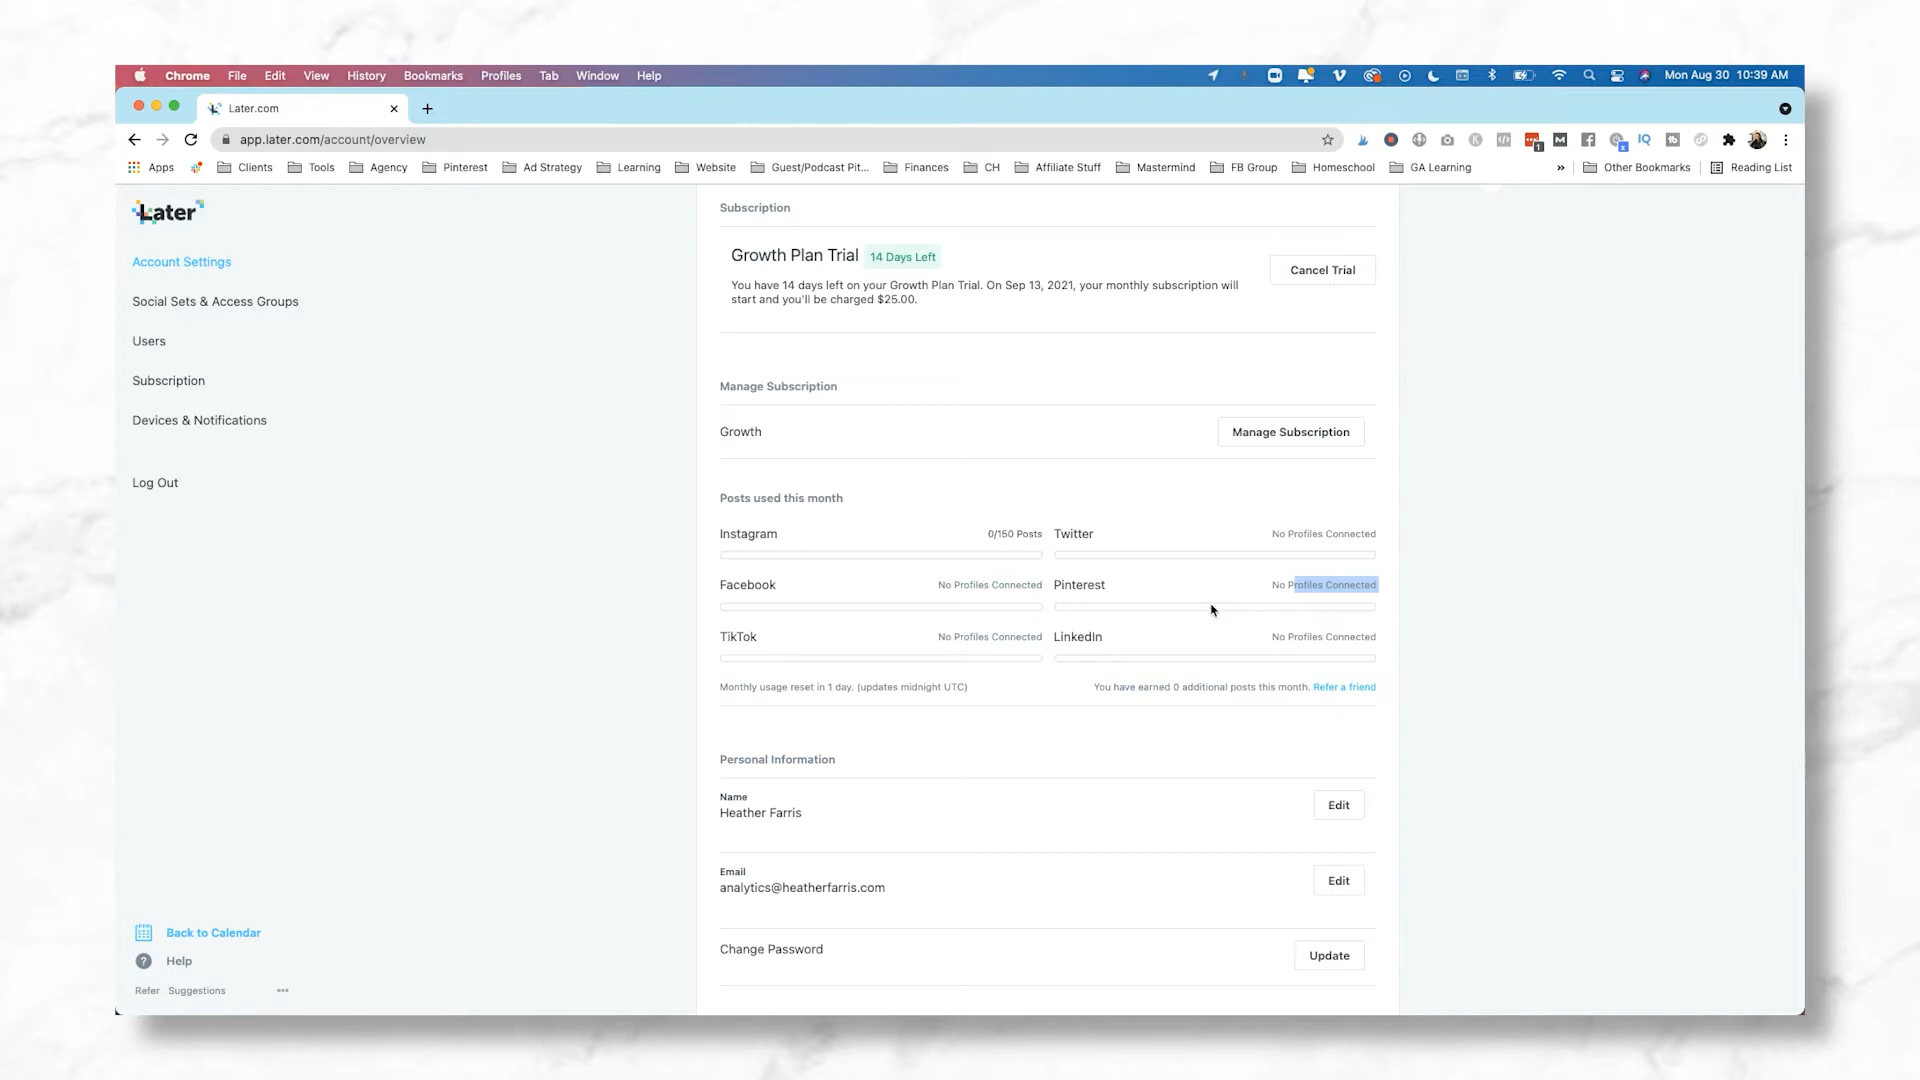 Chrome File Edit View History Bookmarks Profiles Tab Window Help Mon Aug 30 10:39 AM
Later.com
app.later.com/account/overview
Apps Clients Tools Agency Pinterest Ad Strategy Learning Website Guest/Podcast Pit... Finances CH Affiliate Stuff Mastermind FB Group Homeschool GA Learning » Other Bookmarks Reading List
Later
Account Settings
Social Sets & Access Groups
Users
Subscription
Devices & Notifications
Log Out
Back to Calendar
Help
Refer Suggestions
Subscription
Growth Plan Trial 14 Days Left
You have 14 days left on your Growth Plan Trial. On Sep 13, 2021, your monthly subscription will
start and you'll be charged $25.00.
Cancel Trial
Manage Subscription
Growth
Manage Subscription
Posts used this month
Instagram 0/150 Posts Twitter No Profiles Connected
Facebook No Profiles Connected Pinterest No Profiles Connected
TikTok No Profiles Connected LinkedIn No Profiles Connected
Monthly usage reset in 1 day. (updates midnight UTC) You have earned 0 additional posts this month. Refer a friend
Personal Information
Name
Heather Farris
Edit
Email
analytics@heatherfarris.com
Edit
Change Password
Update